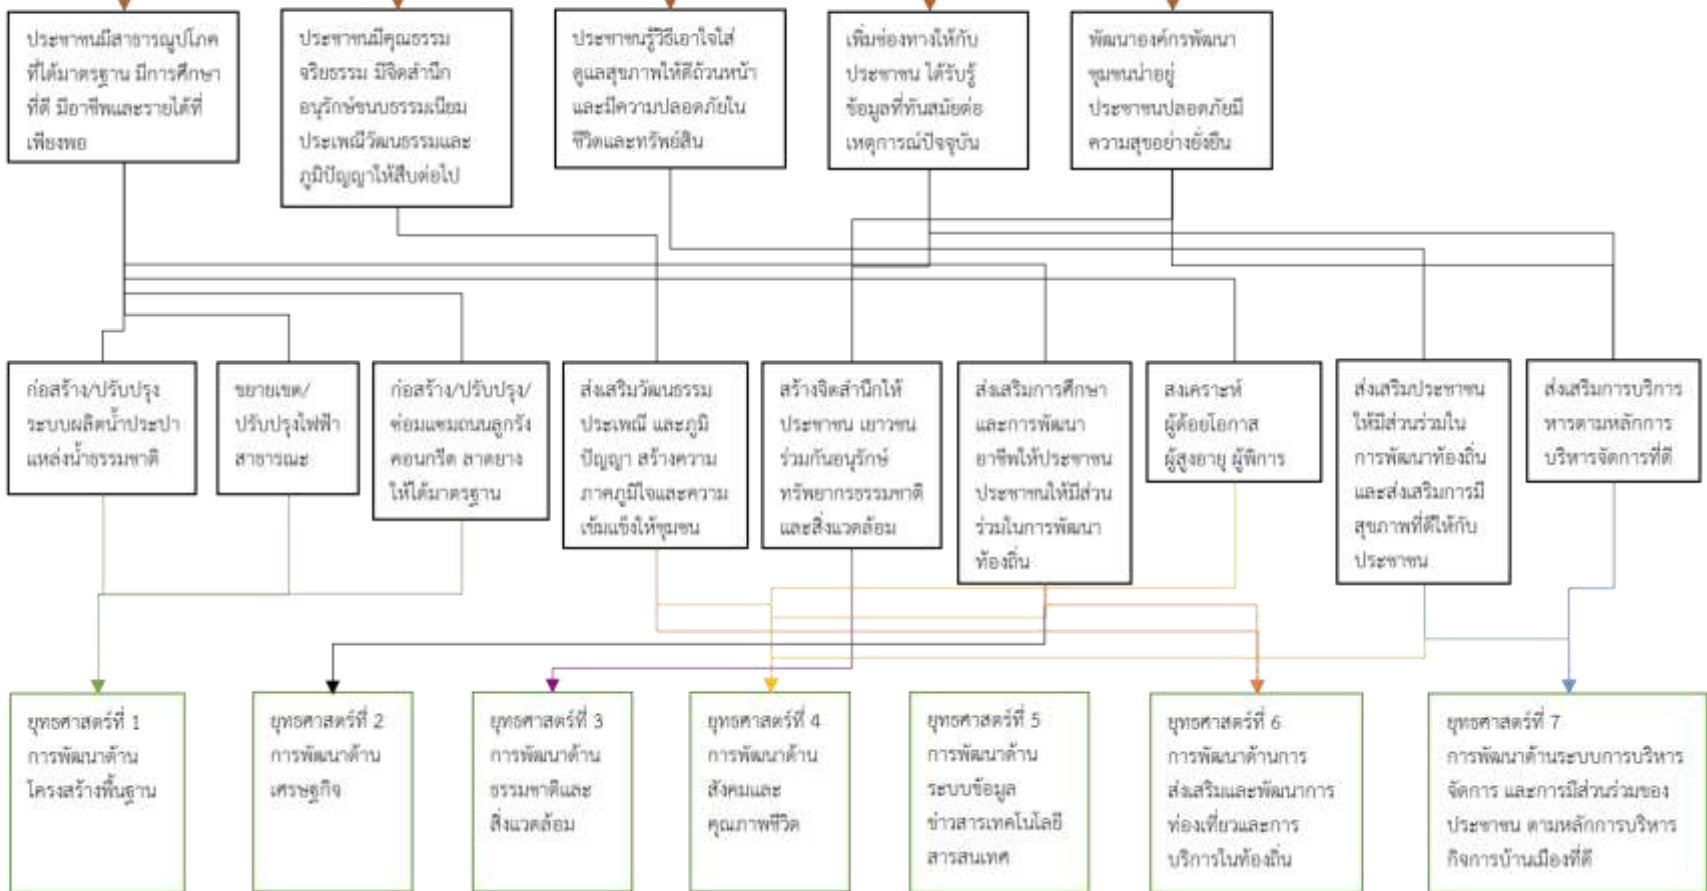 ประชาชนมีสาธารณูปโภค
ที่ได้มาตรฐาน มีการศึกษา
ที่ดี มีอาชีพและรายได้ที่
เพียงพอ
ประชาชนมีคุณธรรม
จริยธรรม มีจิตสำนึก
อนุรักษ์ขนบธรรมเนียม
ประเพณีวัฒนธรรมและ
ภูมิปัญญาให้สืบต่อไป
ประชาชนรู้วิธีเอาใจใส่
ดูแลสุขภาพให้ดีถ้วนหน้า
และมีความปลอดภัยใน
ชีวิตและทรัพย์สิน
เพิ่มช่องทางให้กับ
ประชาชน ได้รับรู้
ข้อมูลที่ทันสมัยต่อ
เหตุการณ์ปัจจุบัน
พัฒนาองค์กรพัฒนา
ชุมชนน่าอยู่
ประชาชนปลอดภัยมี
ความสุขอย่างยั่งยืน
ก่อสร้าง/ปรับปรุง
ระบบผลิตน้ำประปา
แหล่งน้ำธรรมชาติ
ขยายเขต/
ปรับปรุงไฟฟ้า
สาธารณะ
ก่อสร้าง/ปรับปรุง/
ซ่อมแซมถนนลูกรัง
คอนกรีต ลาดยาง
ให้ได้มาตรฐาน
ส่งเสริมวัฒนธรรม
ประเพณี และภูมิ
ปัญญา สร้างความ
ภาคภูมิใจและความ
เข้มแข็งให้ชุมชน
สร้างจิตสำนึกให้
ประชาชน เยาวชน
ร่วมกันอนุรักษ์
ทรัพยากรธรรมชาติ
และสิ่งแวดล้อม
ส่งเสริมการศึกษา
และการพัฒนา
อาชีพให้ประชาชน
ประชาชนให้มีส่วน
ร่วมในการพัฒนา
ท้องถิ่น
สงเคราะห์
ผู้ด้อยโอกาส
ผู้สูงอายุ ผู้พิการ
ส่งเสริมประชาชน
ให้มีส่วนร่วมใน
การพัฒนาท้องถิ่น
และส่งเสริมการมี
สุขภาพที่ดีให้กับ
ประชาชน
ส่งเสริมการบริการ
หารตามหลักการ
บริหารจัดการที่ดี
ยุทธศาสตร์ที่ 1
การพัฒนาด้าน
โครงสร้างพื้นฐาน
ยุทธศาสตร์ที่ 2
การพัฒนาด้าน
เศรษฐกิจ
ยุทธศาสตร์ที่ 3
การพัฒนาด้าน
ธรรมชาติและ
สิ่งแวดล้อม
ยุทธศาสตร์ที่ 4
การพัฒนาด้าน
สังคมและ
คุณภาพชีวิต
ยุทธศาสตร์ที่ 5
การพัฒนาด้าน
ระบบข้อมูล
ข่าวสารเทคโนโลยี
สารสนเทศ
ยุทธศาสตร์ที่ 6
การพัฒนาด้านการ
ส่งเสริมและพัฒนาการ
ท่องเที่ยวและการ
บริการในท้องถิ่น
ยุทธศาสตร์ที่ 7
การพัฒนาด้านระบบการบริหาร
จัดการ และการมีส่วนร่วมของ
ประชาชน ตามหลักการบริหาร
กิจการบ้านเมืองที่ดี